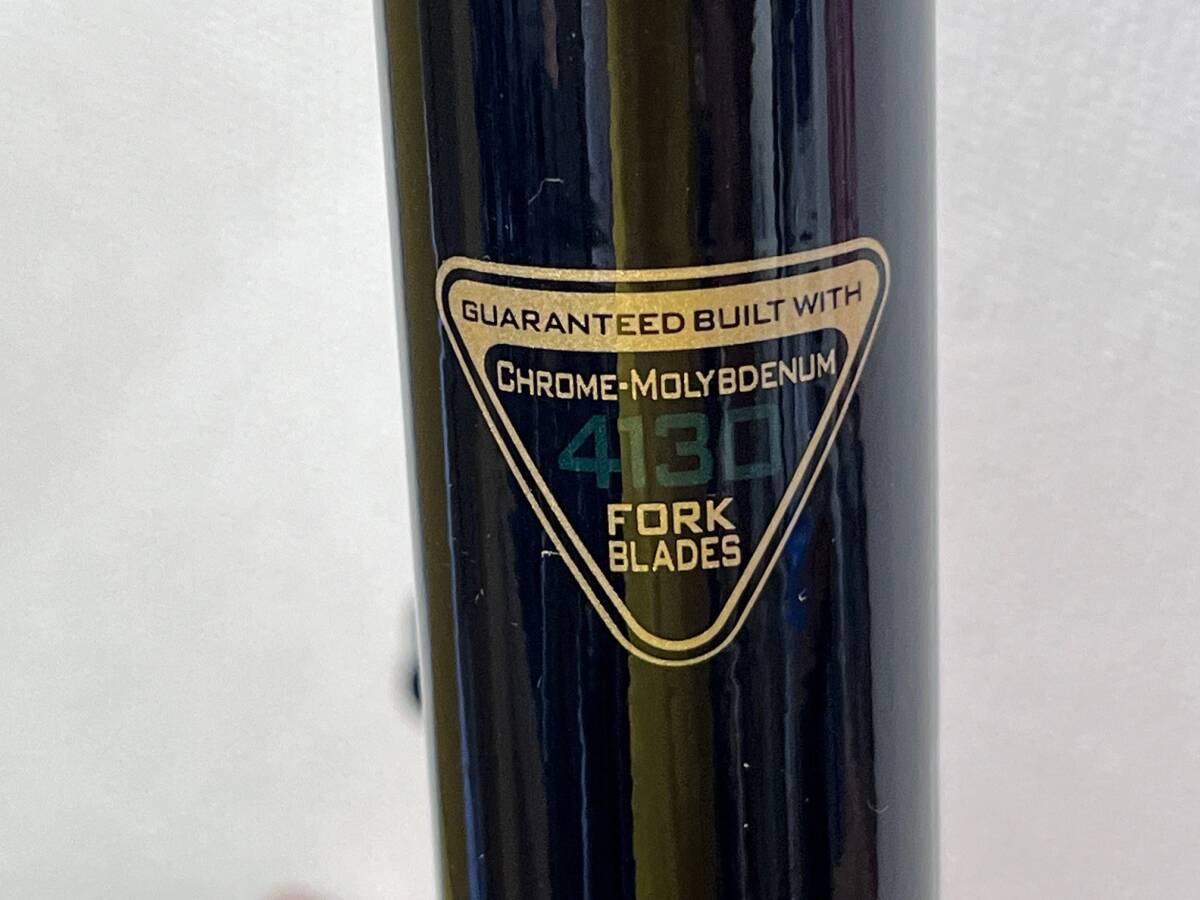 GUARANTEED BUILT WITH
CHROME-MOLYBDENUM
4130
FORK
BLADES